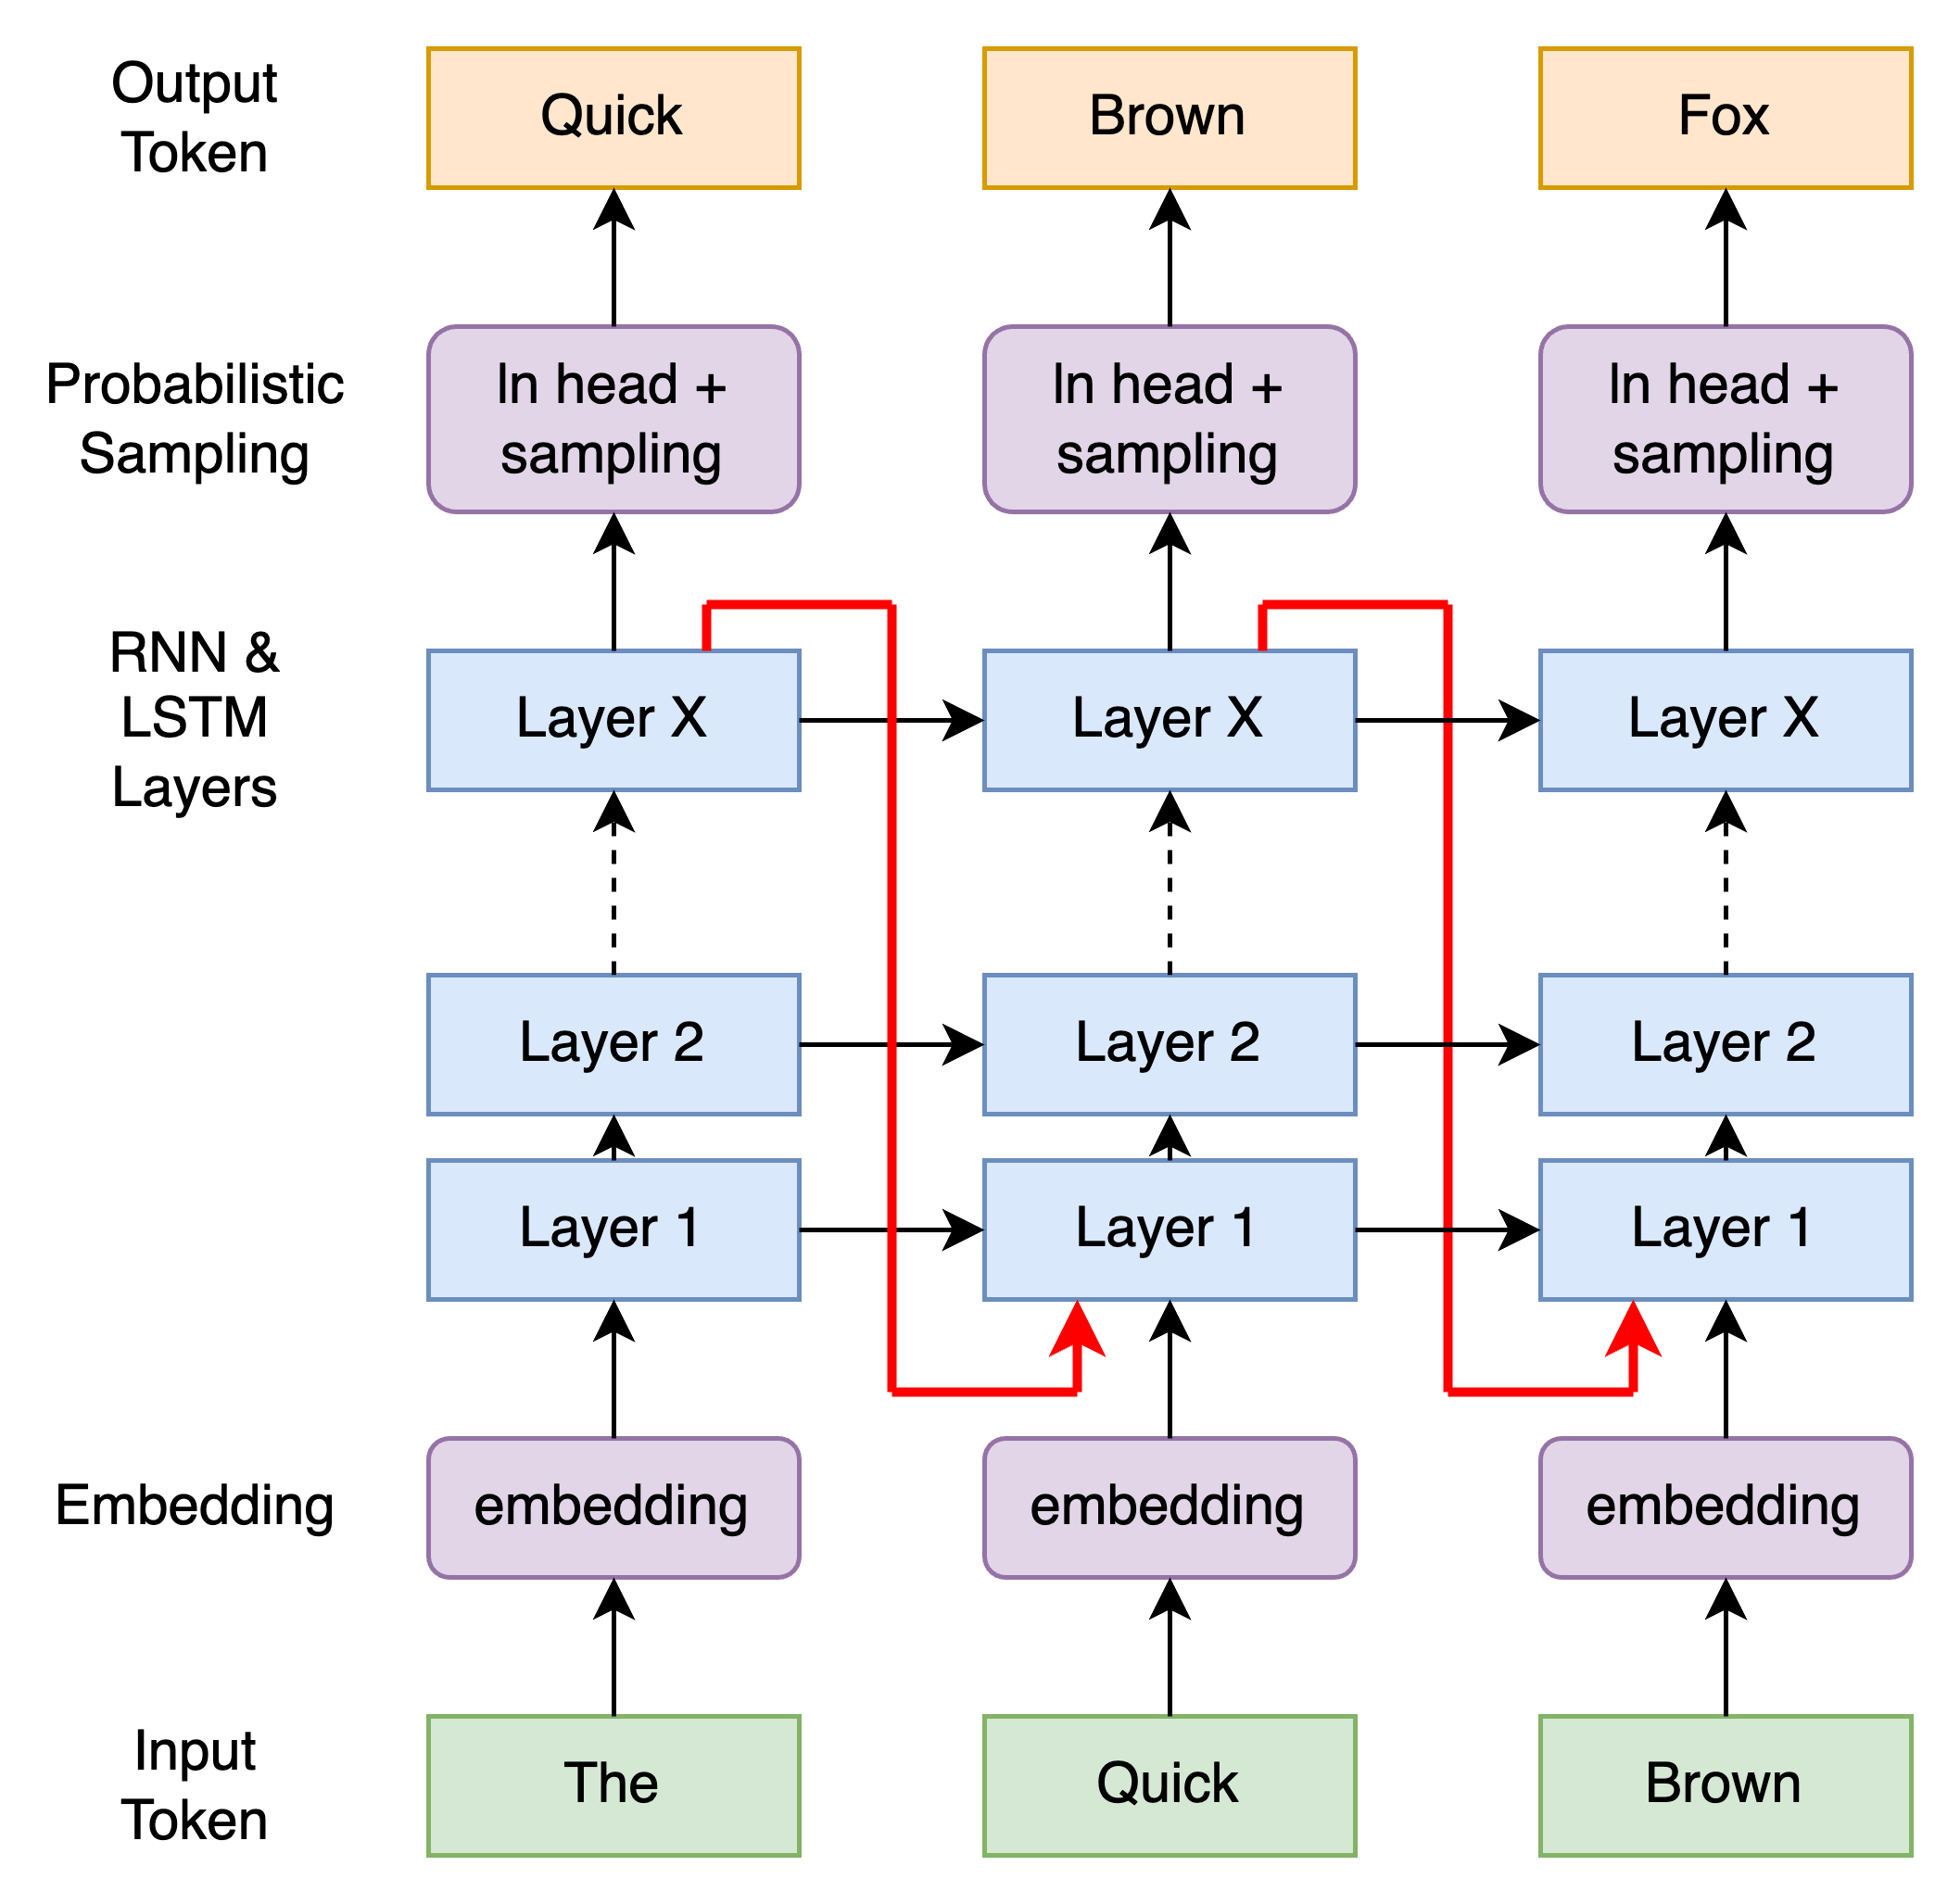 Output
Token
Quick
Brown
Fox
Probabilistic
Sampling
In head +
sampling
In head +
sampling
In head +
sampling
RNN &
LSTM
Layers
Layer X
Layer X
Layer X
Layer 2
Layer 2
Layer 2
Layer 1
Layer 1
Layer 1
Embedding
embedding
embedding
embedding
Input
Token
The
Quick
Brown